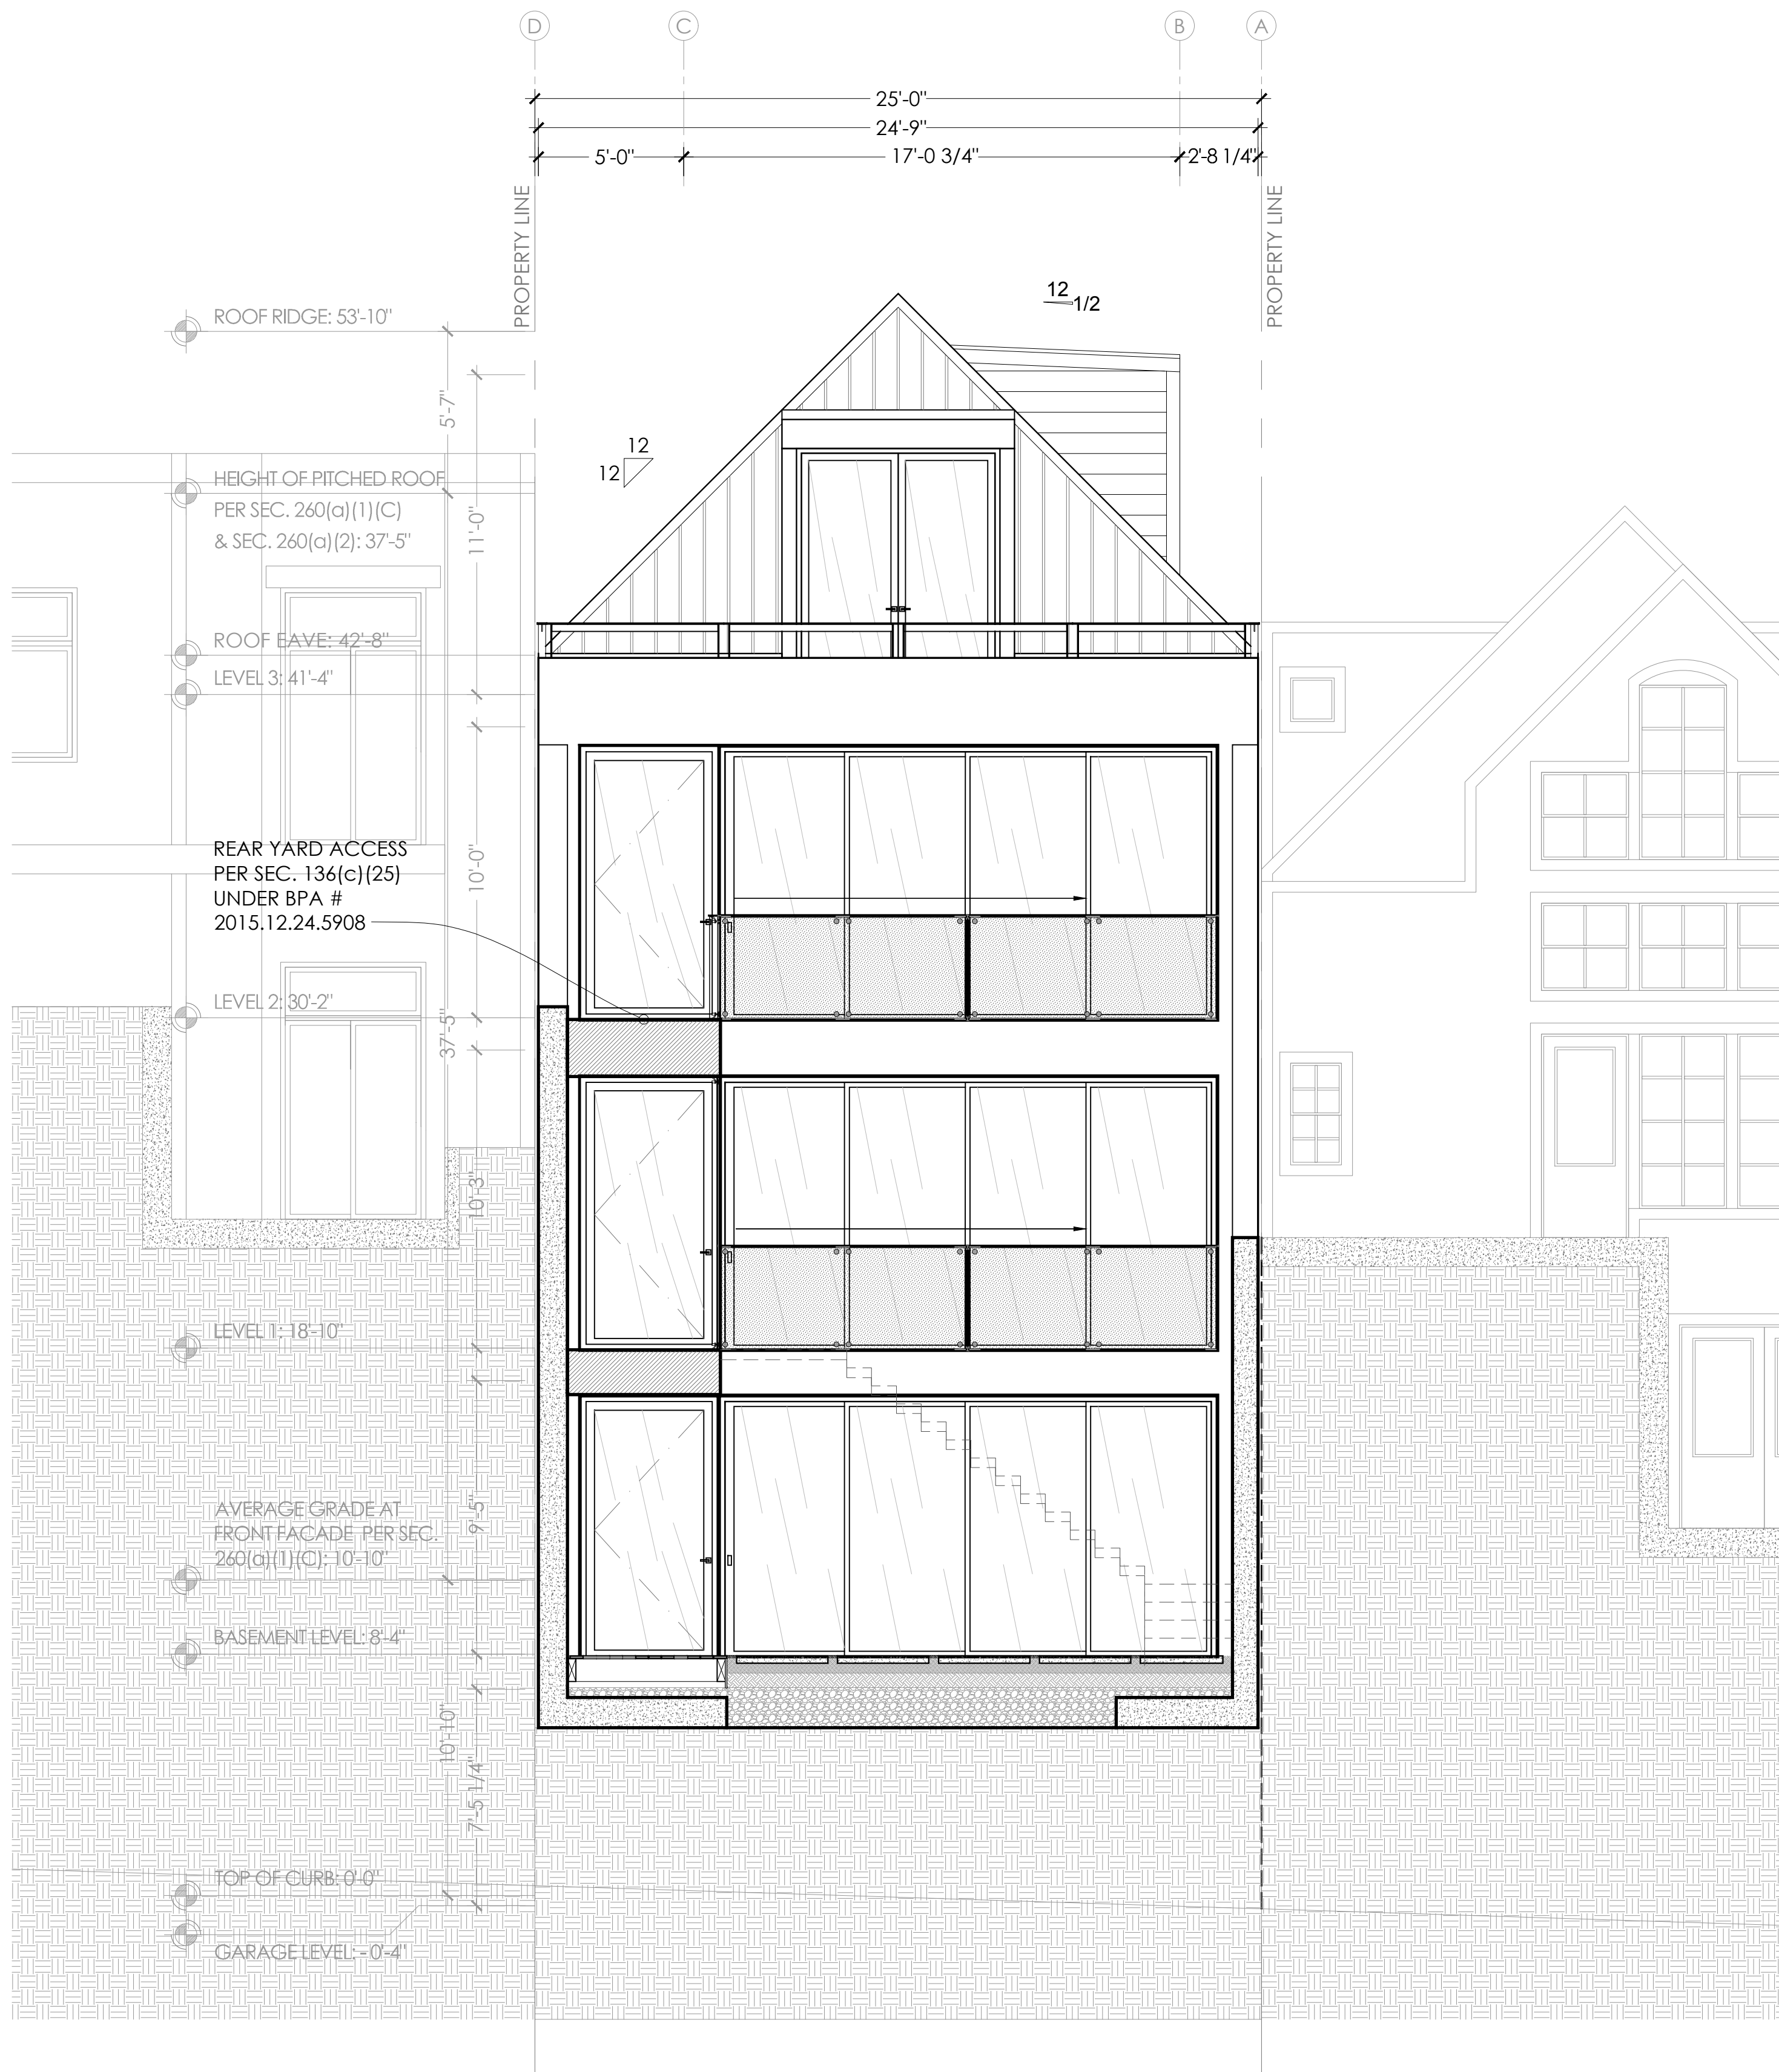 D
C
B
A
25'-0"
24'-9"
5'-0"
17'-0 3/4"
2'-8 1/4"
PROPERTY LINE
PROPERTY LINE
12
1/2
ROOF RIDGE: 53'-10"
5'-7"
12
12
HEIGHT OF PITCHED ROOF
PER SEC. 260(a)(1)(C)
& SEC. 260(a)(2): 37'-5"
11'-0"
ROOF EAVE: 42'-8"
LEVEL 3: 41'-4"
10'-0"
REAR YARD ACCESS
PER SEC. 136(c)(25)
UNDER BPA #
2015.12.24.5908
LEVEL 2: 30'-2"
37'-5"
10'-3"
LEVEL 1: 18'-10"
9'-5"
AVERAGE GRADE AT
FRONT FACADE PER SEC.
260(a)(1)(C): 10'-10"
BASEMENT LEVEL: 8'-4"
10'-10"
7'-5 1/4"
TOP OF CURB: 0'-0"
GARAGE LEVEL: - 0'-4"